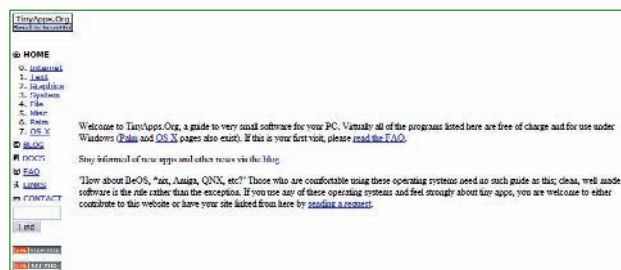 TinyApps.Org
Small is beautiful
HOME
0. Internet
1. Text
2. Graphics
3. System
4. File
5. Misc
6. Palm
7. OS X
BLOG
DOCS
FAQ
LINKS
CONTACT
Find
Welcome to TinyApps.Org, a guide to very small software for your PC. Virtually all of the programs listed here are free of charge and for use under
Windows (Palm and OS X pages also exist). If this is your first visit, please read the FAQ.
Stay informed of new apps and other news via the blog.
"How about BeOS, *nix, Amiga, QNX, etc?" Those who are comfortable using these operating systems need no such guide as this; clean, well made
software is the rule rather than the exception. If you use any of these operating systems and feel strongly about tiny apps, you are welcome to either
contribute to this website or have your site linked from here by sending a request.